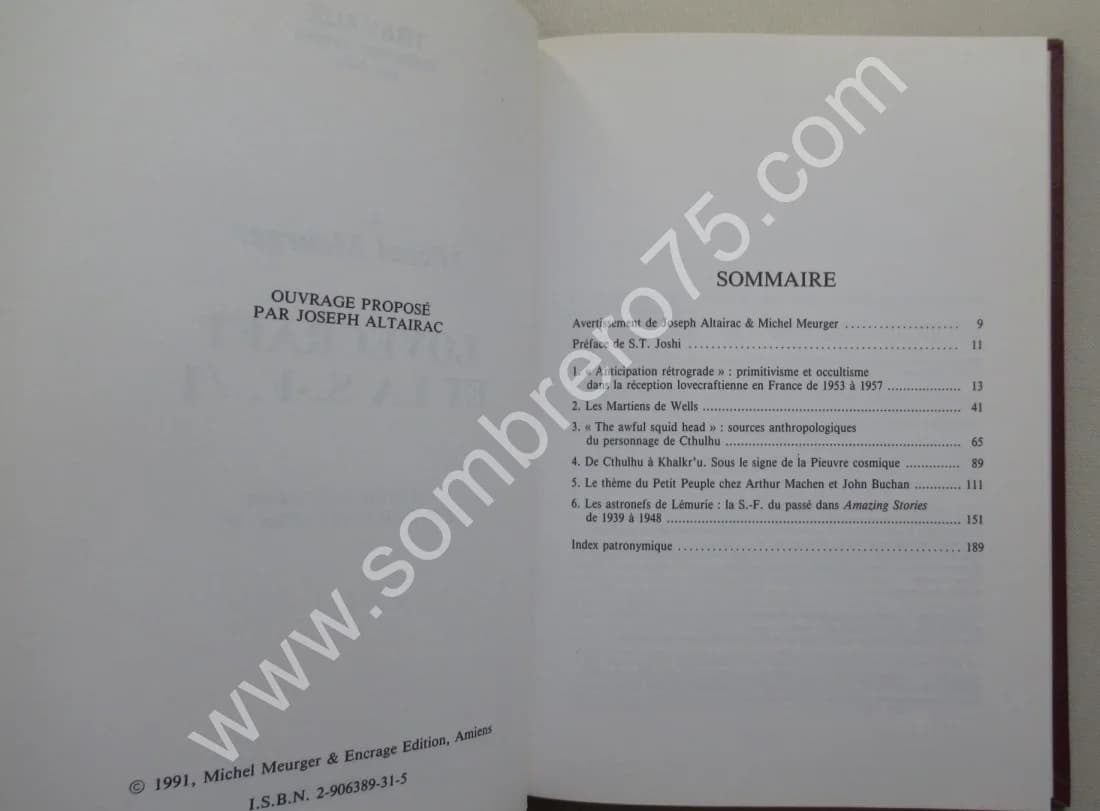 OUVRAGE PROPOSÉ
PAR JOSEPH ALTAIRAC
© 1991, Michel Meurger & Encrage Edition, Amiens
I.S.B.N. 2-906389-31-5
SOMMAIRE
Avertissement de Joseph Altairac & Michel Meurger .................... 9
Préface de S.T. Joshi .................... 11
1. « Anticipation rétrograde » : primitivisme et occultisme
dans la réception lovecraftienne en France de 1953 à 1957 .................... 13
2. Les Martiens de Wells .................... 41
3. « The awful squid head » : sources anthropologiques
du personnage de Cthulhu .................... 65
4. De Cthulhu à Khalkr'u. Sous le signe de la Pieuvre cosmique .............. 89
5. Le thème du Petit Peuple chez Arthur Machen et John Buchan ............ 111
6. Les astronefs de Lémurie : la S.-F. du passé dans Amazing Stories
de 1939 à 1948 .................... 151
Index patronymique .................... 189
www.sombrero75.com